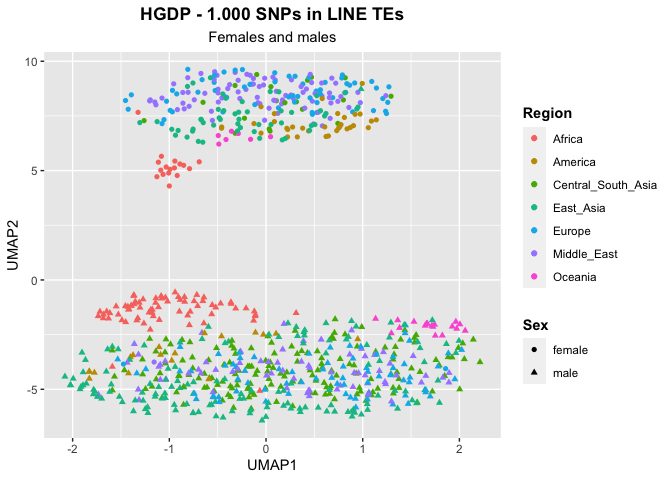 HGDP - 1.000 SNPs in LINE TEs
Females and males
10
5
0
-5
UMAP2
-2
-1
0
1
2
UMAP1
Region
Africa
America
Central_South_Asia
East_Asia
Europe
Middle_East
Oceania
Sex
female
male